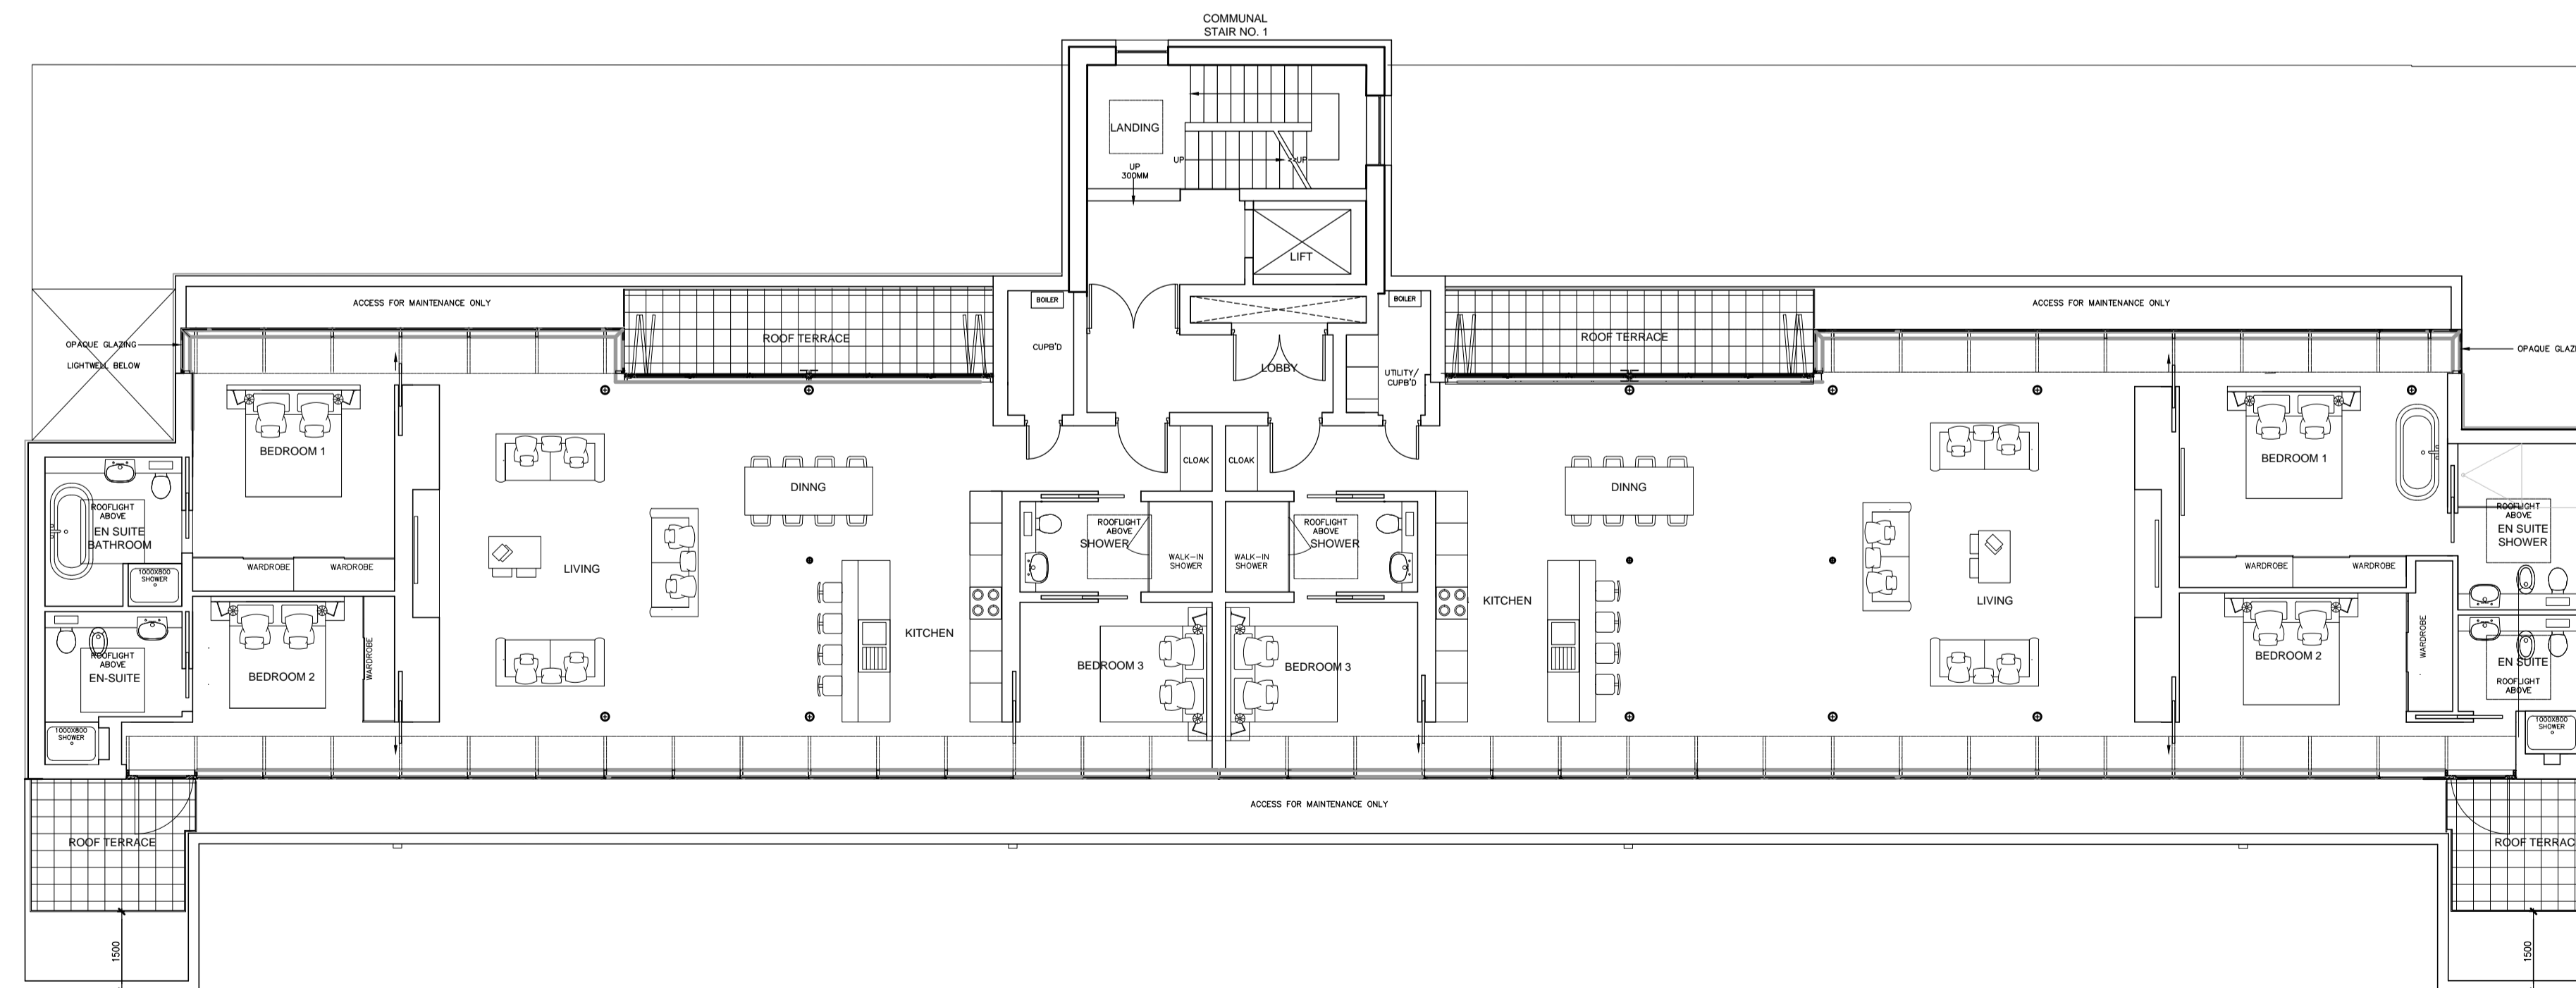 COMMUNAL
STAIR NO. 1
LANDING
UP
300MM
UP
UP
LIFT
ACCESS FOR MAINTENANCE ONLY
BOILER
BOILER
ACCESS FOR MAINTENANCE ONLY
OPAQUE GLAZING
LIGHTWELL BELOW
ROOF TERRACE
CUPB'D
LOBBY
UTILITY/
CUPB'D
ROOF TERRACE
OPAQUE GLAZI
BEDROOM 1
CLOAK
CLOAK
BEDROOM 1
DINNG
DINNG
ROOFLIGHT
ABOVE
EN SUITE
BATHROOM
ROOFLIGHT
ABOVE
SHOWER
ROOFLIGHT
ABOVE
SHOWER
ROOFLIGHT
ABOVE
EN SUITE
SHOWER
WARDROBE
WARDROBE
LIVING
WALK-IN
SHOWER
WALK-IN
SHOWER
WARDROBE
WARDROBE
1000X800
SHOWER
KITCHEN
KITCHEN
LIVING
ROOFLIGHT
ABOVE
EN-SUITE
BEDROOM 2
WARDROBE
BEDROOM 3
BEDROOM 3
BEDROOM 2
WARDROBE
EN SUITE
ROOFLIGHT
ABOVE
1000X800
SHOWER
1000X800
SHOWER
ACCESS FOR MAINTENANCE ONLY
ROOF TERRACE
ROOF TERRAC
1500
1500